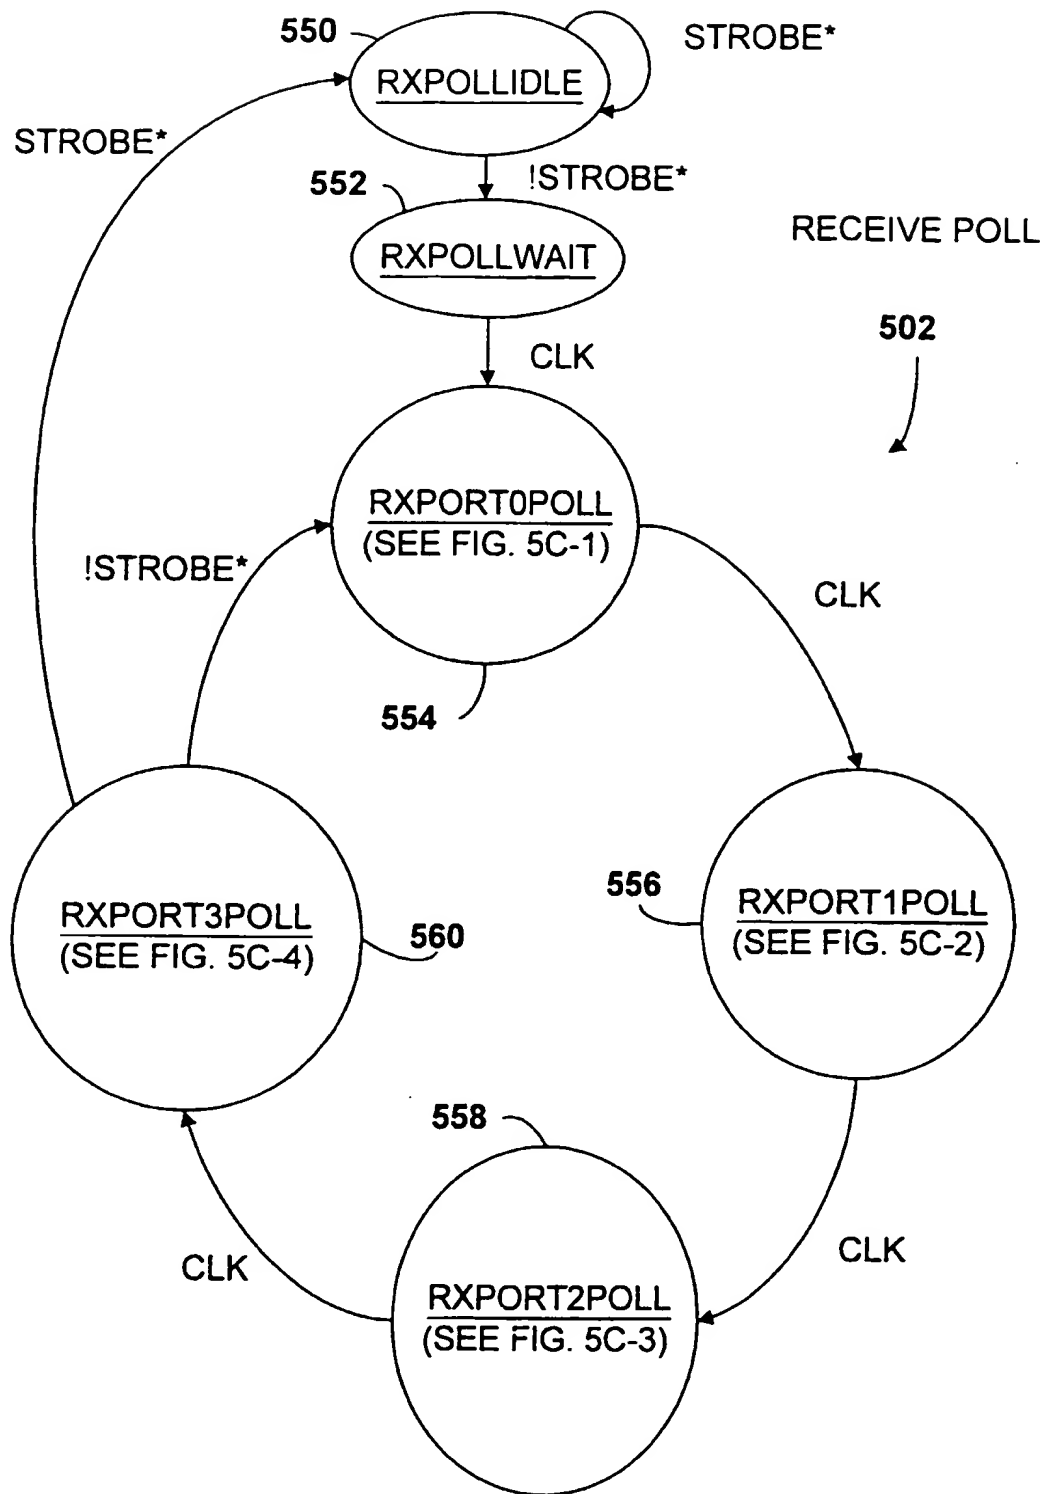 550
STROBE*
RXPOLLIDLE
STROBE*
!STROBE*
552
RXPOLLWAIT
RECEIVE POLL
502
CLK
RXPORT0POLL
(SEE FIG. 5C-1)
!STROBE*
CLK
554
556
RXPORT1POLL
(SEE FIG. 5C-2)
RXPORT3POLL
(SEE FIG. 5C-4)
560
558
CLK
CLK
RXPORT2POLL
(SEE FIG. 5C-3)